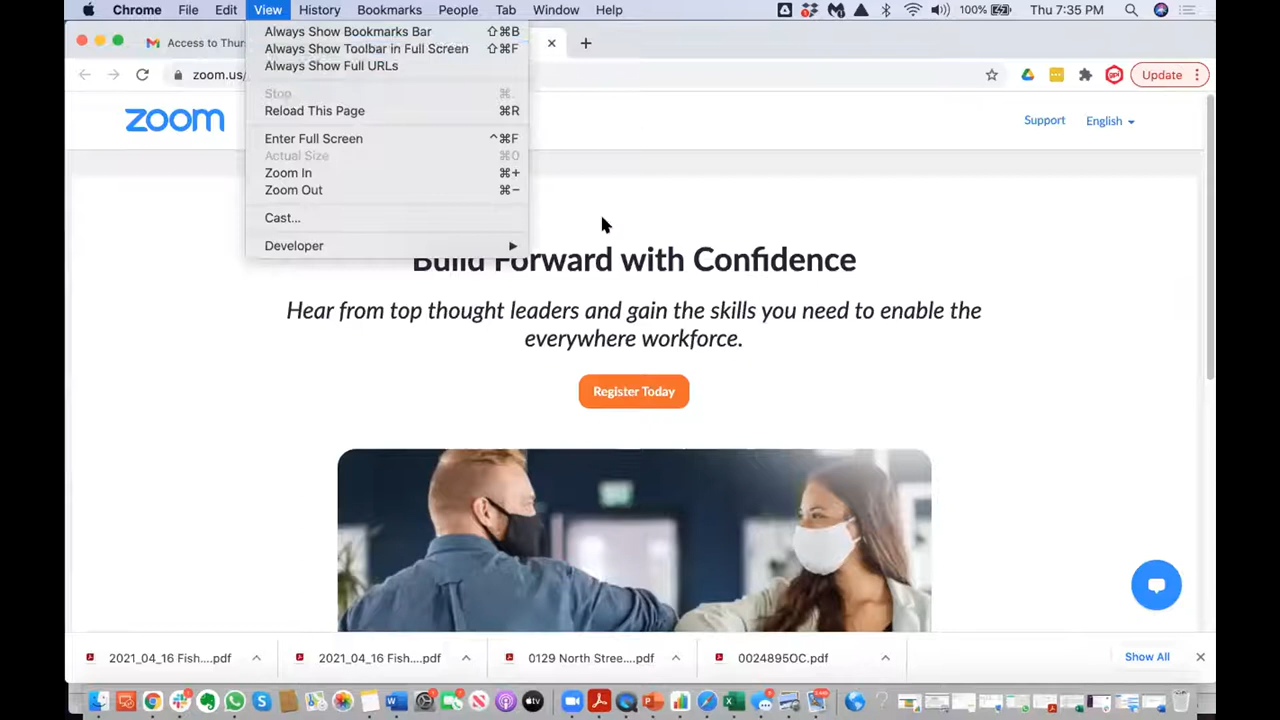 Chrome File Edit View History Bookmarks People Tab Window Help 100% Thu 7:35 PM
Always Show Bookmarks Bar ⇧⌘B
Always Show Toolbar in Full Screen ⇧⌘F
Always Show Full URLs
Stop ⌘.
Reload This Page ⌘R
Enter Full Screen ^⌘F
Actual Size ⌘0
Zoom In ⌘+
Zoom Out ⌘−
Cast...
Developer
Access to Thur
zoom.us/
Update
zoom
Support English
Build Forward with Confidence
Hear from top thought leaders and gain the skills you need to enable the
everywhere workforce.
Register Today
2021_04_16 Fish....pdf 2021_04_16 Fish....pdf 0129 North Stree....pdf 0024895OC.pdf Show All